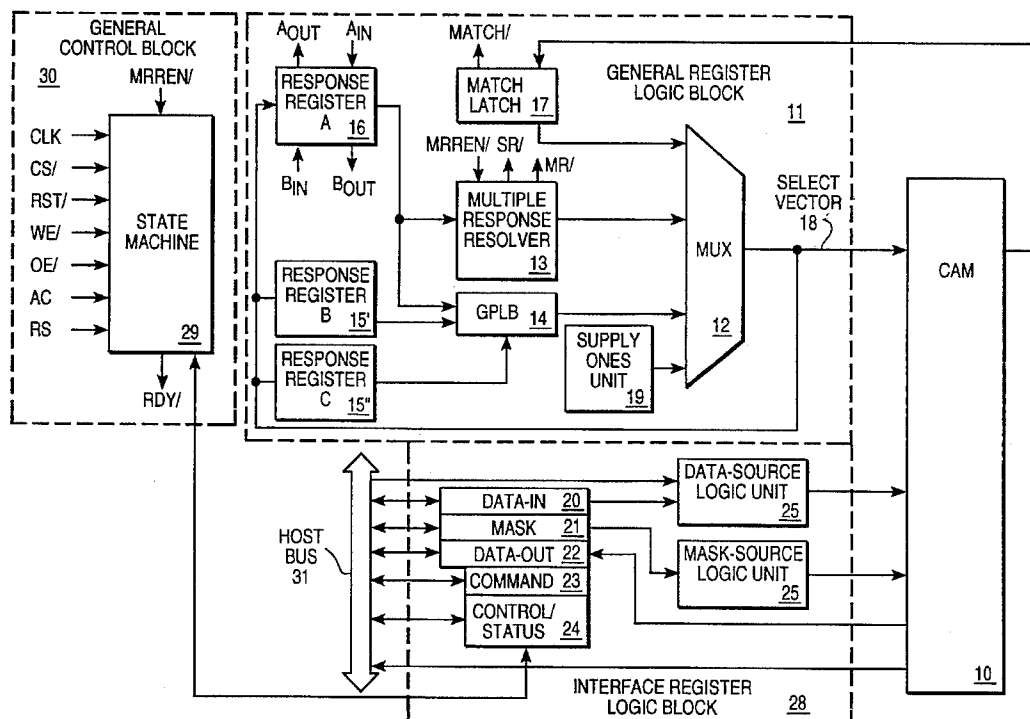 GENERAL
CONTROL BLOCK
30
MRREN/
CLK
CS/
RST/
WE/
OE/
AC
RS
STATE
MACHINE
29
RDY/
AOUT
AIN
RESPONSE
REGISTER
A
16
BIN
BOUT
MATCH/
MATCH
LATCH
17
GENERAL REGISTER
LOGIC BLOCK
11
MRREN/ SR/
MR/
MULTIPLE
RESPONSE
RESOLVER
13
RESPONSE
REGISTER
B
15'
GPLB
14
RESPONSE
REGISTER
C
15"
SUPPLY
ONES
UNIT
19
MUX
12
SELECT
VECTOR
18
CAM
10
HOST
BUS
31
DATA-IN 20
MASK 21
DATA-OUT 22
COMMAND 23
CONTROL/
STATUS 24
DATA-SOURCE
LOGIC UNIT
25
MASK-SOURCE
LOGIC UNIT
25
INTERFACE REGISTER
LOGIC BLOCK
28